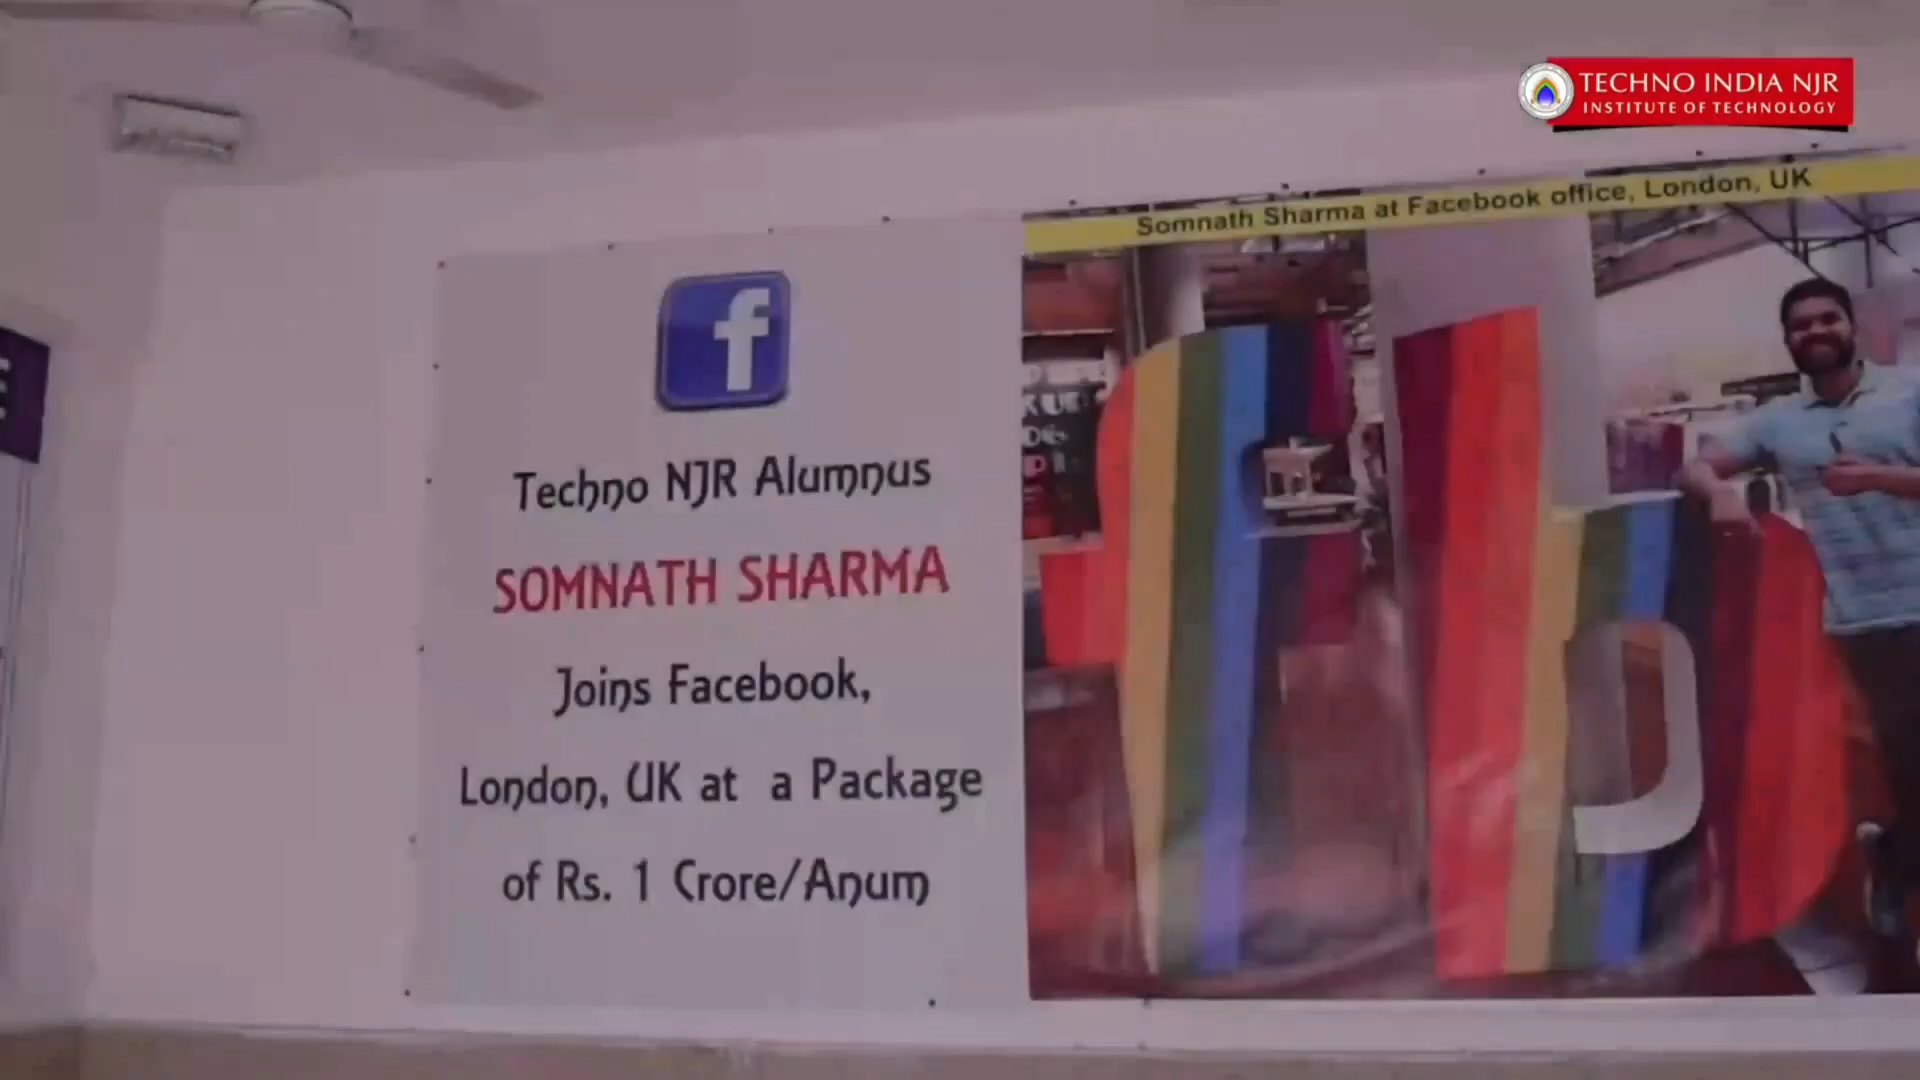 TECHNO INDIA NJR
INSTITUTE OF TECHNOLOGY
Somnath Sharma at Facebook office, London, UK
f
Techno NJR Alumnus
SOMNATH SHARMA
Joins Facebook,
London, UK at a Package
of Rs. 1 Crore/Anum
fb